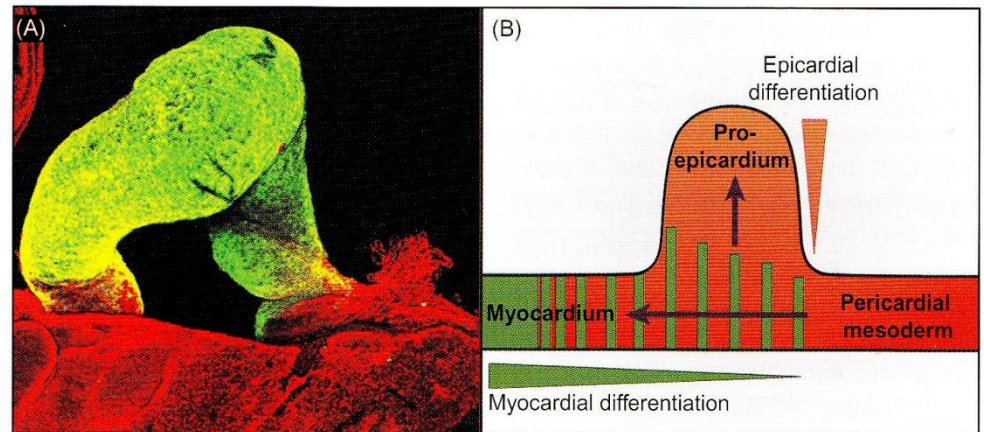 (A)
(B)
Epicardial
differentiation
Pro-
epicardium
Myocardium
Pericardial
mesoderm
Myocardial differentiation